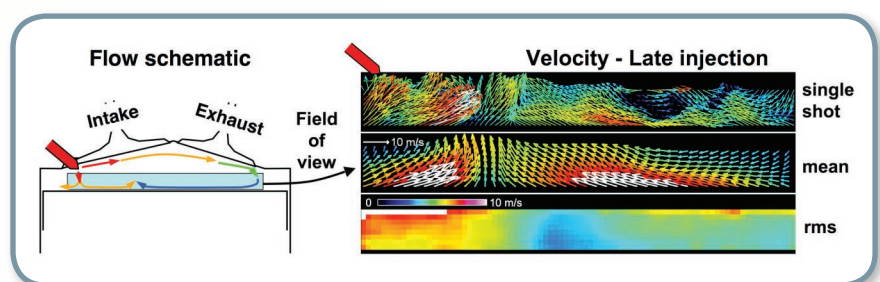 Flow schematic
Intake
Exhaust
Field
of
view
Velocity - Late injection
single
shot
10 m/s
mean
0
10 m/s
rms